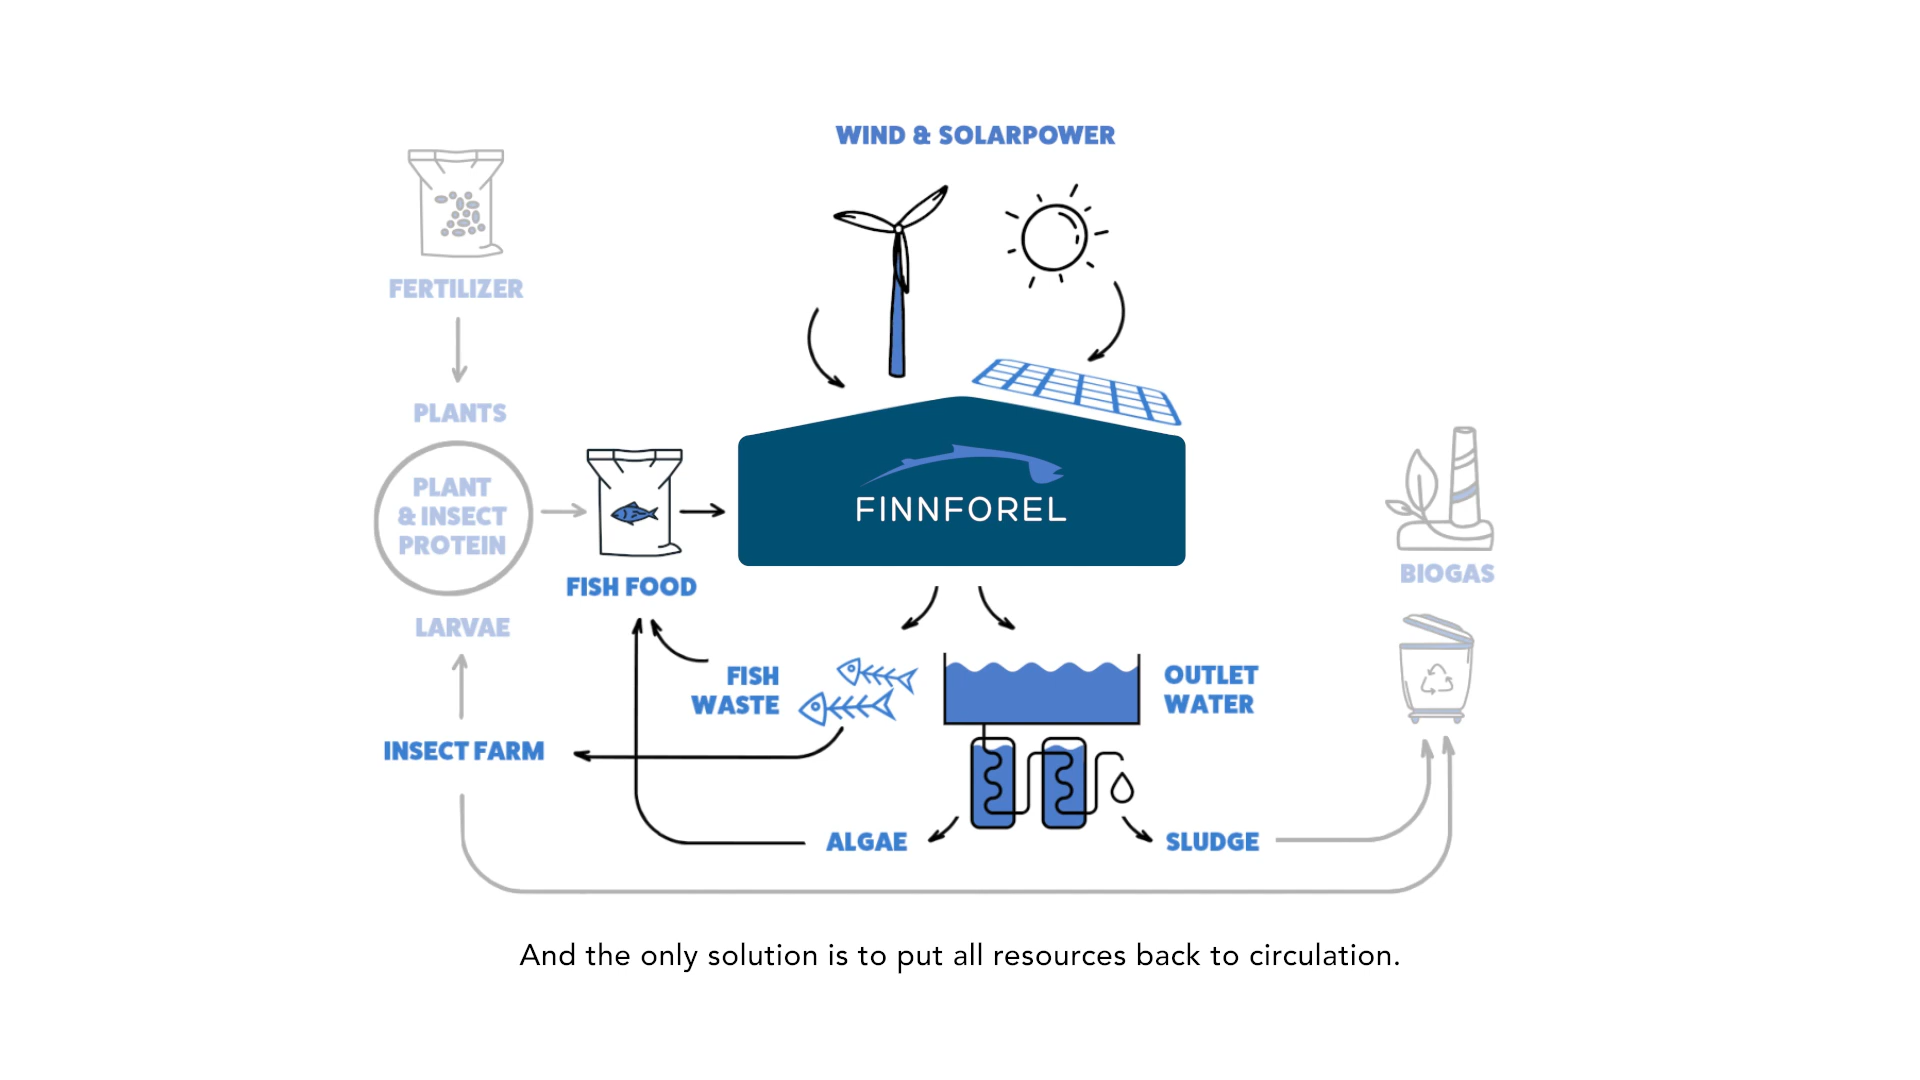 WIND & SOLARPOWER
FERTILIZER
PLANTS
PLANT
& INSECT
PROTEIN
FISH FOOD
FINNFOREL
BIOGAS
LARVAE
FISH
WASTE
OUTLET
WATER
INSECT FARM
ALGAE
SLUDGE
And the only solution is to put all resources back to circulation.